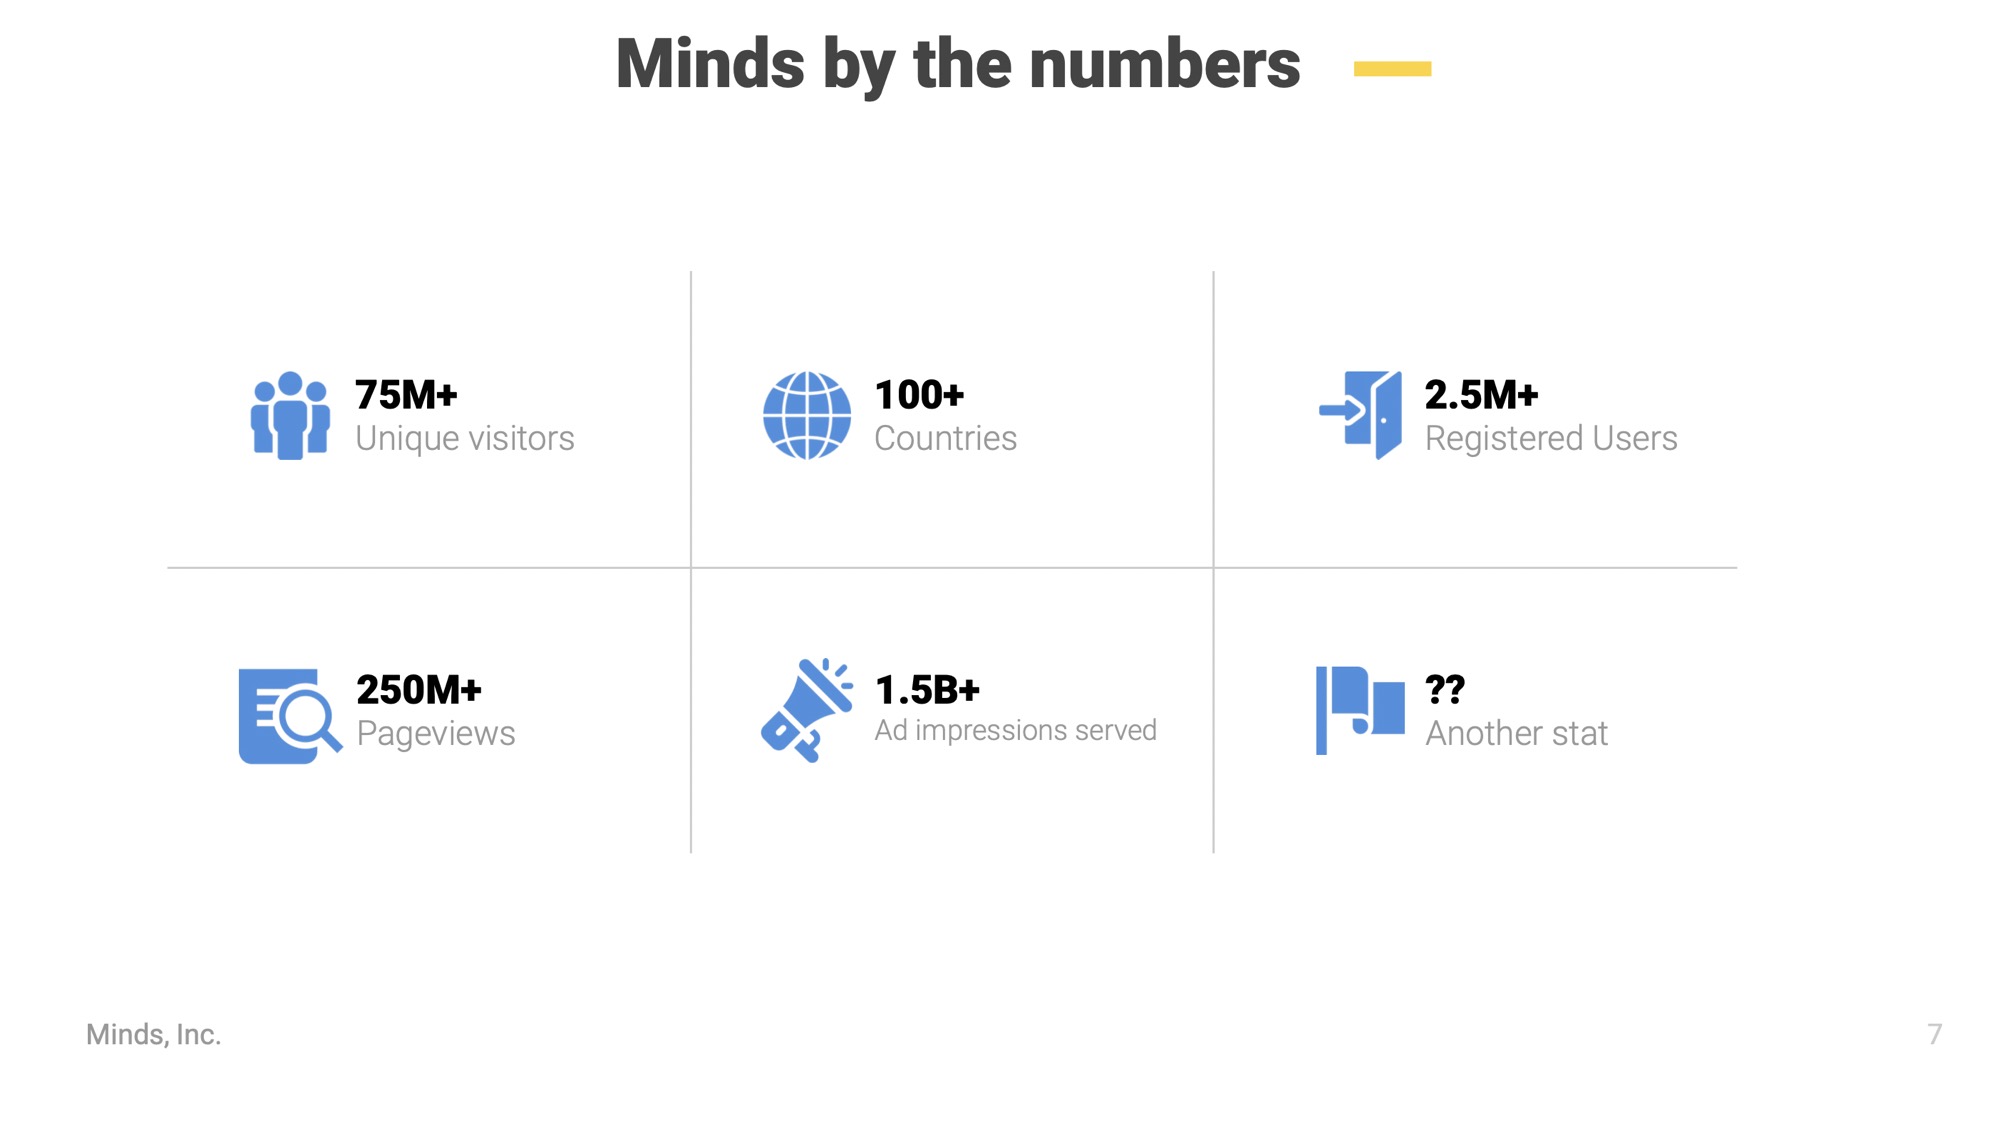 Minds by the numbers
75M+
Unique visitors
100+
Countries
2.5M+
Registered Users
250M+
Pageviews
1.5B+
Ad impressions served
??
Another stat
Minds, Inc.
7